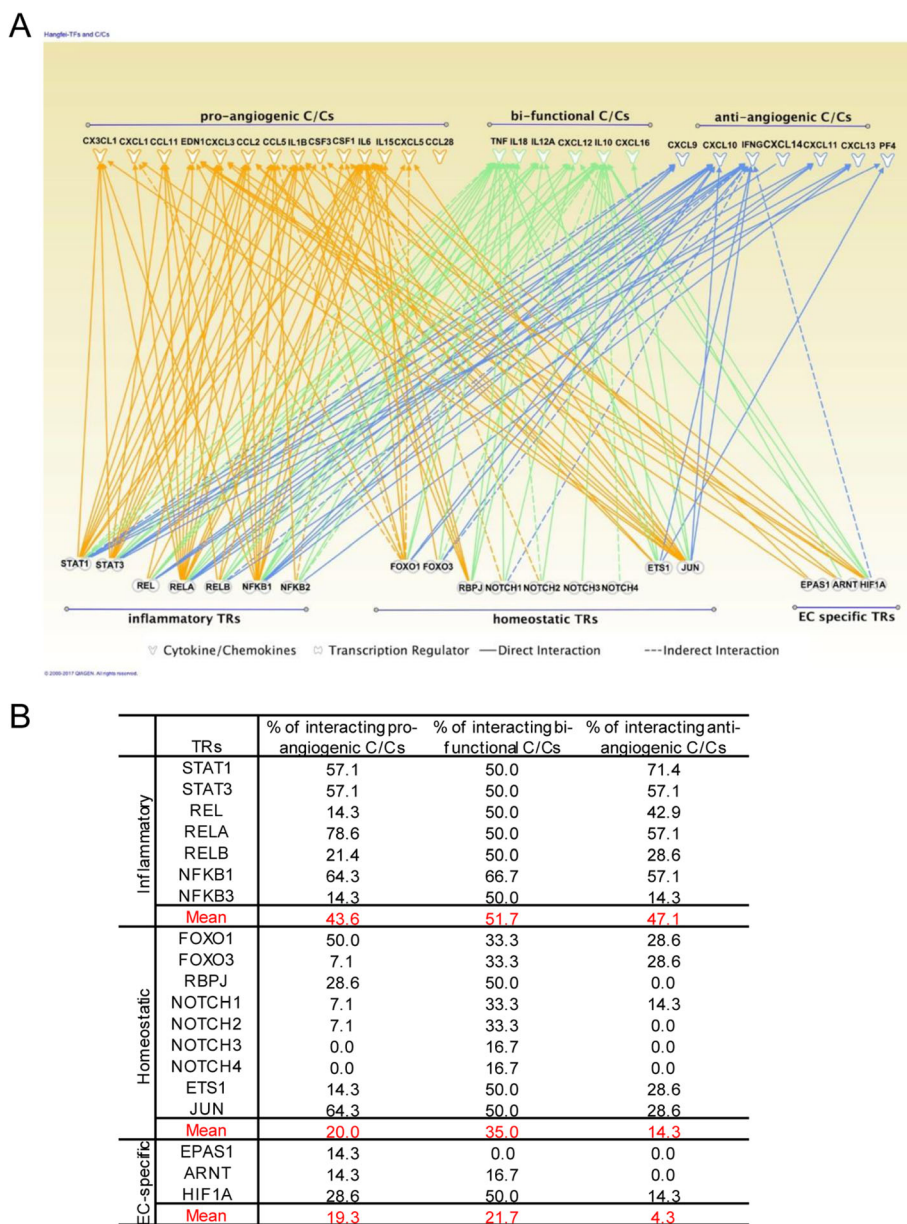 A
Hangfei-TFs and C/Cs
pro-angiogenic C/Cs bi-functional C/Cs anti-angiogenic C/Cs
CX3CL1 CXCL1 CCL11 EDN1 CXCL3 CCL2 CCL5 IL1B CSF3 CSF1 IL6 IL15 CXCL5 CCL28 TNF IL18 IL12A CXCL12 IL10 CXCL16 CXCL9 CXCL10 IFNG CXCL14 CXCL11 CXCL13 PF4
STAT1 STAT3 REL RELA RELB NFKB1 NFKB2 FOXO1 FOXO3 RBPJ NOTCH1 NOTCH2 NOTCH3 NOTCH4 ETS1 JUN EPAS1 ARNT HIF1A
inflammatory TRs homeostatic TRs EC specific TRs
Cytokine/Chemokines Transcription Regulator Direct Interaction Inderect Interaction
© 2000-2017 QIAGEN. All rights reserved.
B
TRs % of interacting pro-angiogenic C/Cs % of interacting bi-functional C/Cs % of interacting anti-angiogenic C/Cs
Inflammatory
STAT1 57.1 50.0 71.4
STAT3 57.1 50.0 57.1
REL 14.3 50.0 42.9
RELA 78.6 50.0 57.1
RELB 21.4 50.0 28.6
NFKB1 64.3 66.7 57.1
NFKB3 14.3 50.0 14.3
Mean 43.6 51.7 47.1
Homeostatic
FOXO1 50.0 33.3 28.6
FOXO3 7.1 33.3 28.6
RBPJ 28.6 50.0 0.0
NOTCH1 7.1 33.3 14.3
NOTCH2 7.1 33.3 0.0
NOTCH3 0.0 16.7 0.0
NOTCH4 0.0 16.7 0.0
ETS1 14.3 50.0 28.6
JUN 64.3 50.0 28.6
Mean 20.0 35.0 14.3
EC-specific
EPAS1 14.3 0.0 0.0
ARNT 14.3 16.7 0.0
HIF1A 28.6 50.0 14.3
Mean 19.3 21.7 4.3